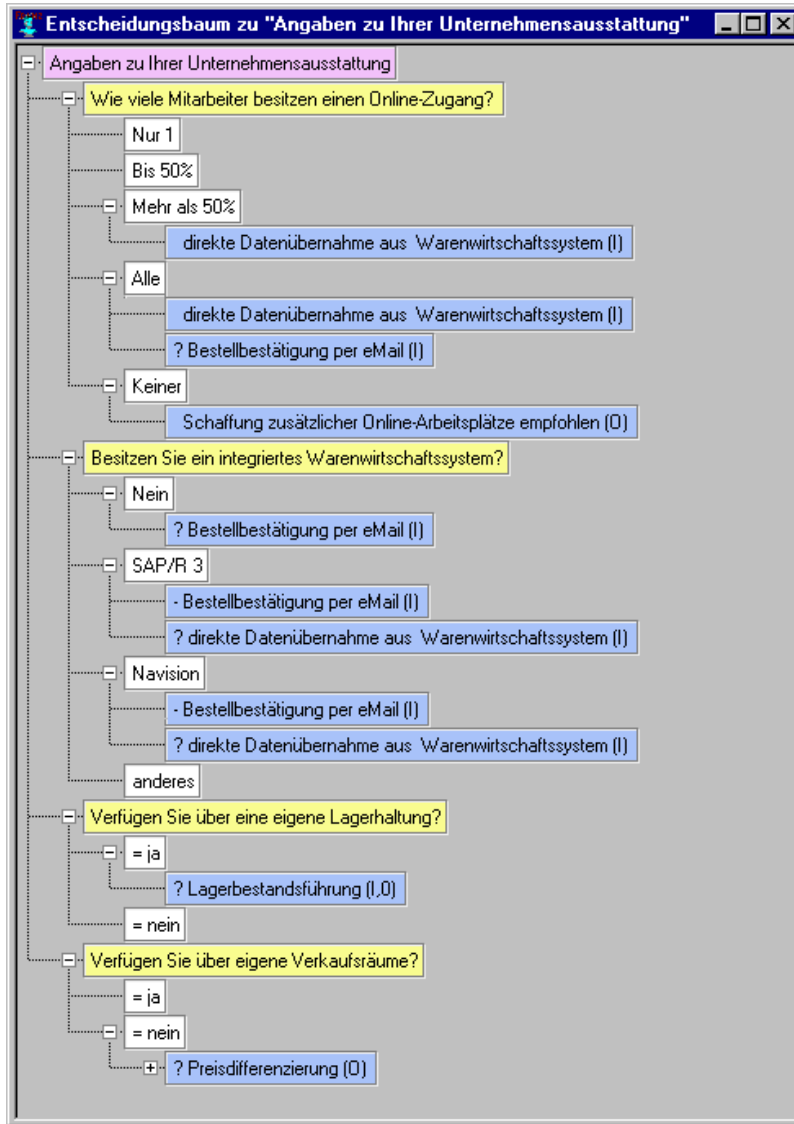 Entscheidungsbaum zu "Angaben zu Ihrer Unternehmensausstattung"
Angaben zu Ihrer Unternehmensausstattung
Wie viele Mitarbeiter besitzen einen Online-Zugang?
Nur 1
Bis 50%
Mehr als 50%
direkte Datenübernahme aus Warenwirtschaftssystem (I)
Alle
direkte Datenübernahme aus Warenwirtschaftssystem (I)
? Bestellbestätigung per eMail (I)
Keiner
Schaffung zusätzlicher Online-Arbeitsplätze empfohlen (O)
Besitzen Sie ein integriertes Warenwirtschaftssystem?
Nein
? Bestellbestätigung per eMail (I)
SAP/R 3
- Bestellbestätigung per eMail (I)
? direkte Datenübernahme aus Warenwirtschaftssystem (I)
Navision
- Bestellbestätigung per eMail (I)
? direkte Datenübernahme aus Warenwirtschaftssystem (I)
anderes
Verfügen Sie über eine eigene Lagerhaltung?
= ja
? Lagerbestandsführung (I,O)
= nein
Verfügen Sie über eigene Verkaufsräume?
= ja
= nein
? Preisdifferenzierung (O)